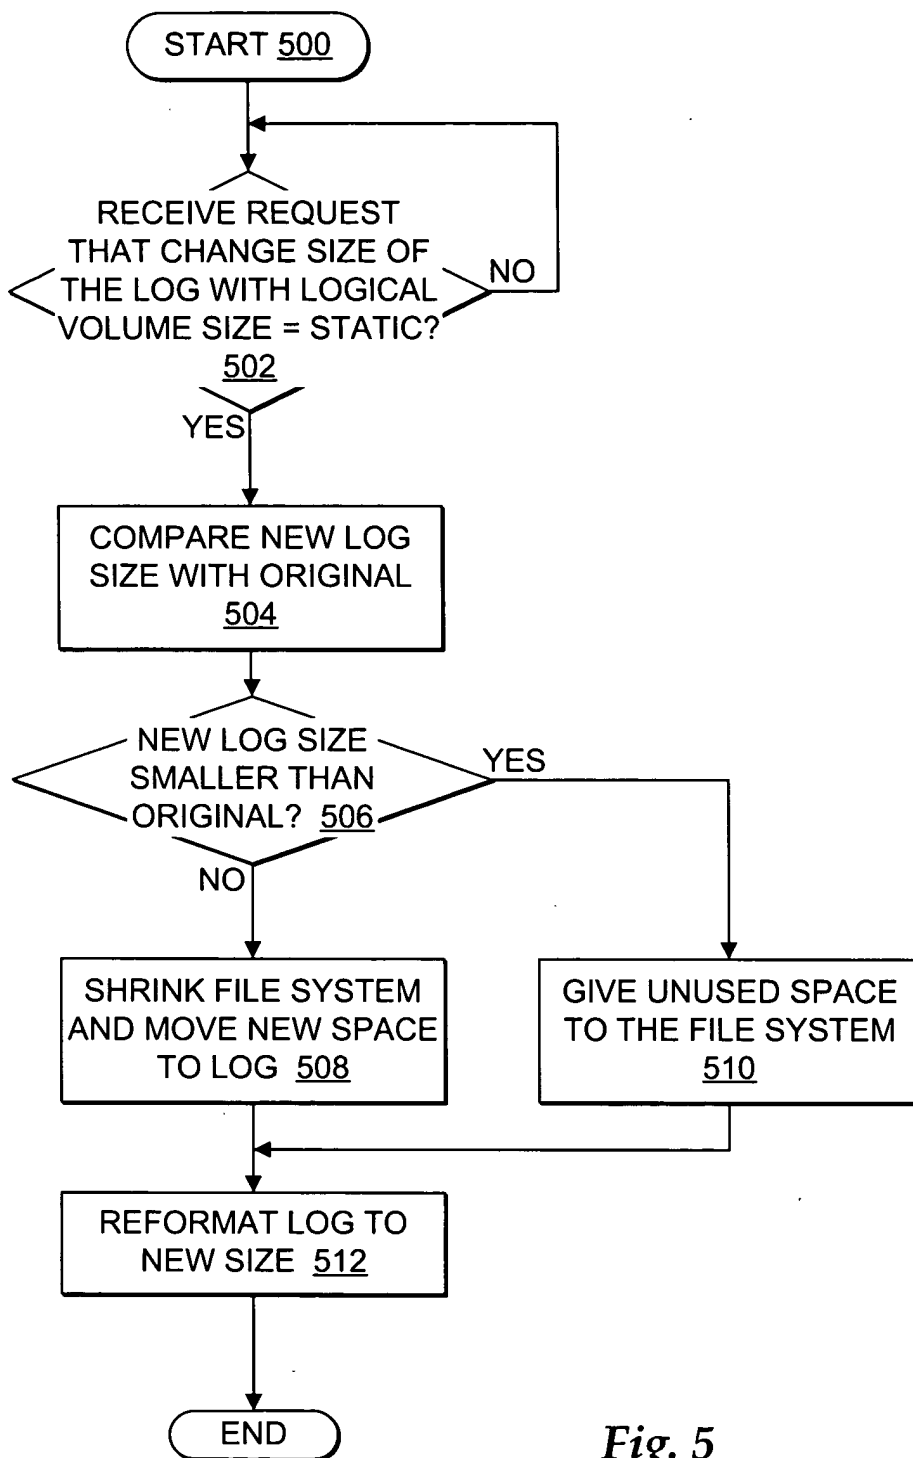 START 500
RECEIVE REQUEST
THAT CHANGE SIZE OF
THE LOG WITH LOGICAL
VOLUME SIZE = STATIC?
502
NO
YES
COMPARE NEW LOG
SIZE WITH ORIGINAL
504
NEW LOG SIZE
SMALLER THAN
ORIGINAL? 506
YES
NO
SHRINK FILE SYSTEM
AND MOVE NEW SPACE
TO LOG 508
GIVE UNUSED SPACE
TO THE FILE SYSTEM
510
REFORMAT LOG TO
NEW SIZE 512
END
Fig. 5